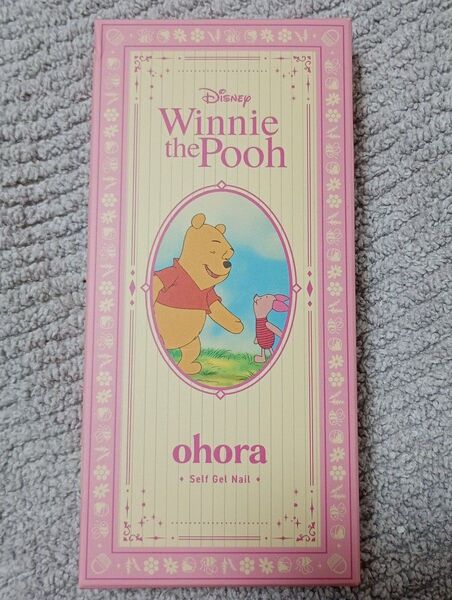 Disney
Winnie
the Pooh
ohora
• Self Gel Nail •